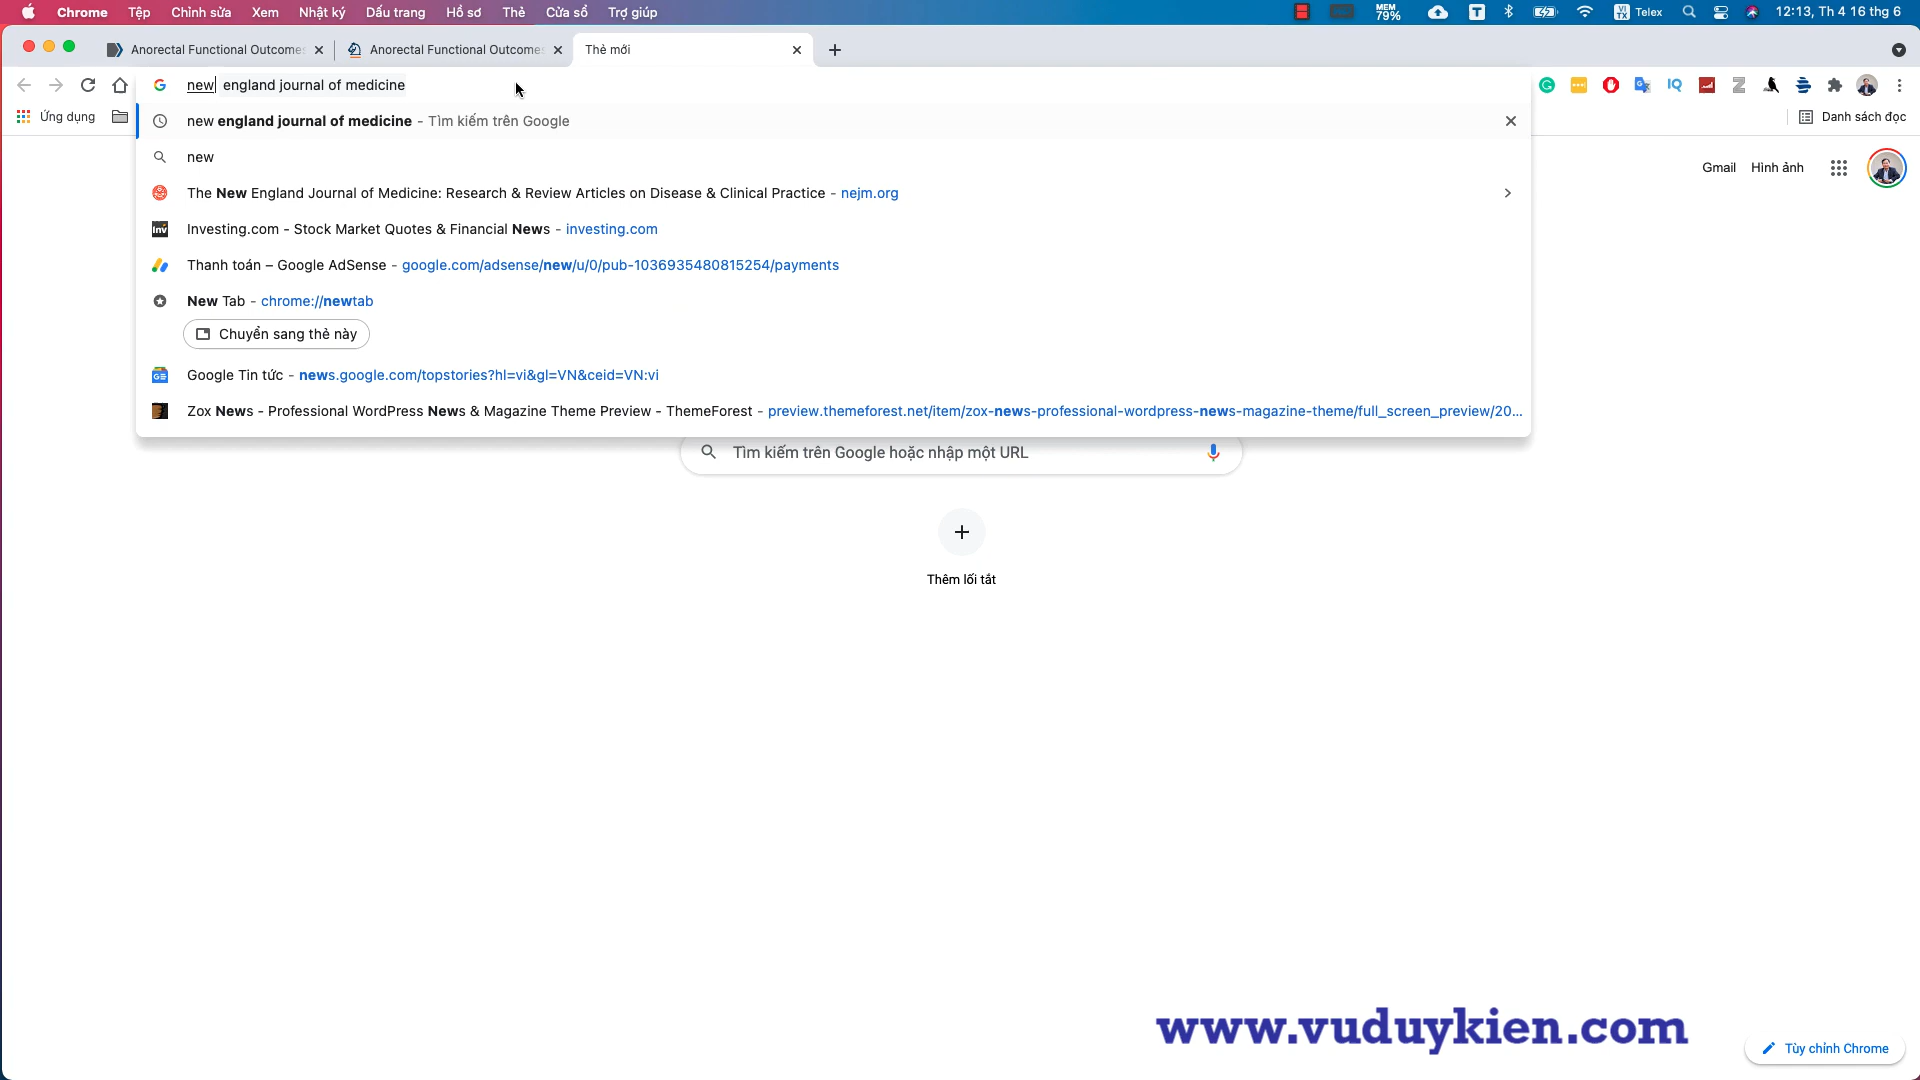 Chrome Tệp Chỉnh sửa Xem Nhật ký Dấu trang Hồ sơ Thẻ Cửa sổ Trợ giúp MEM 79% T VI TX Telex 12:13, Th 4 16 thg 6
Anorectal Functional Outcomes Anorectal Functional Outcomes Thẻ mới
new england journal of medicine
Ứng dụng
Danh sách đọc
new england journal of medicine - Tìm kiếm trên Google
new
Gmail Hình ảnh
The New England Journal of Medicine: Research & Review Articles on Disease & Clinical Practice - nejm.org
Investing.com - Stock Market Quotes & Financial News - investing.com
Thanh toán – Google AdSense - google.com/adsense/new/u/0/pub-1036935480815254/payments
New Tab - chrome://newtab
Chuyển sang thẻ này
Google Tin tức - news.google.com/topstories?hl=vi&gl=VN&ceid=VN:vi
Zox News - Professional WordPress News & Magazine Theme Preview - ThemeForest - preview.themeforest.net/item/zox-news-professional-wordpress-news-magazine-theme/full_screen_preview/20...
Tìm kiếm trên Google hoặc nhập một URL
Thêm lối tắt
www.vuduykien.com
Tùy chỉnh Chrome